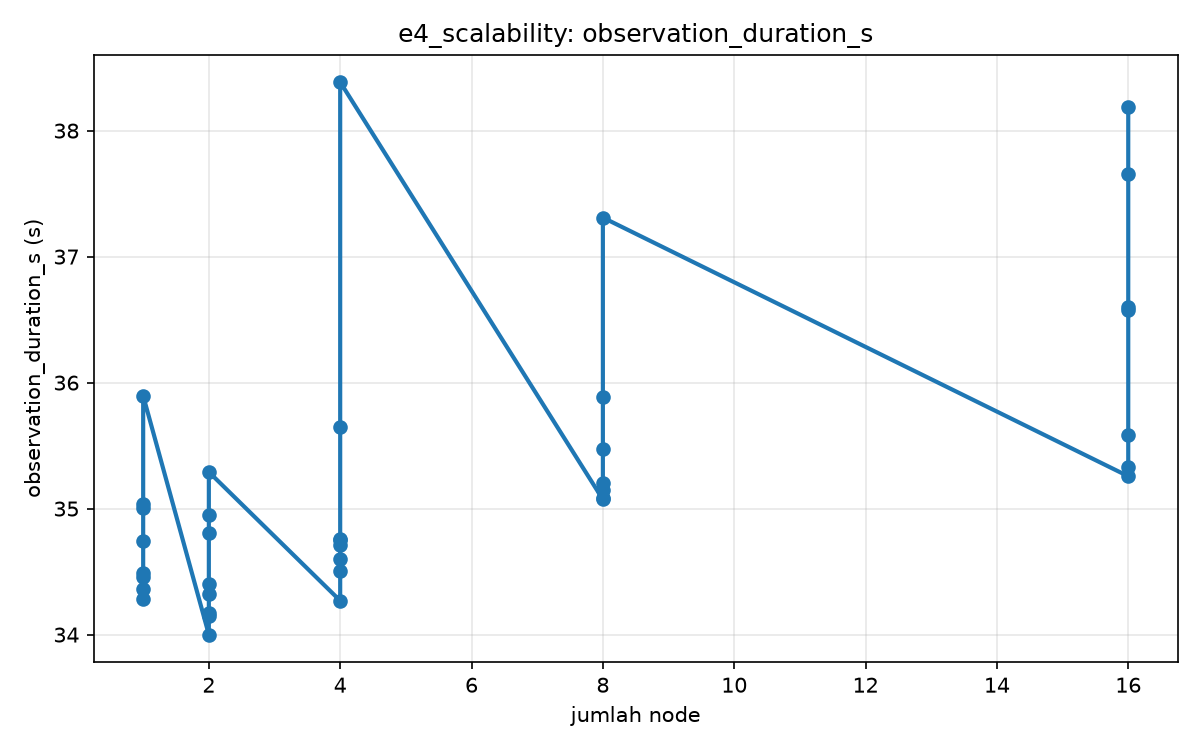 e4_scalability: observation_duration_s
observation_duration_s (s)
38
37
36
35
34
2 4 6 8 10 12 14 16
jumlah node